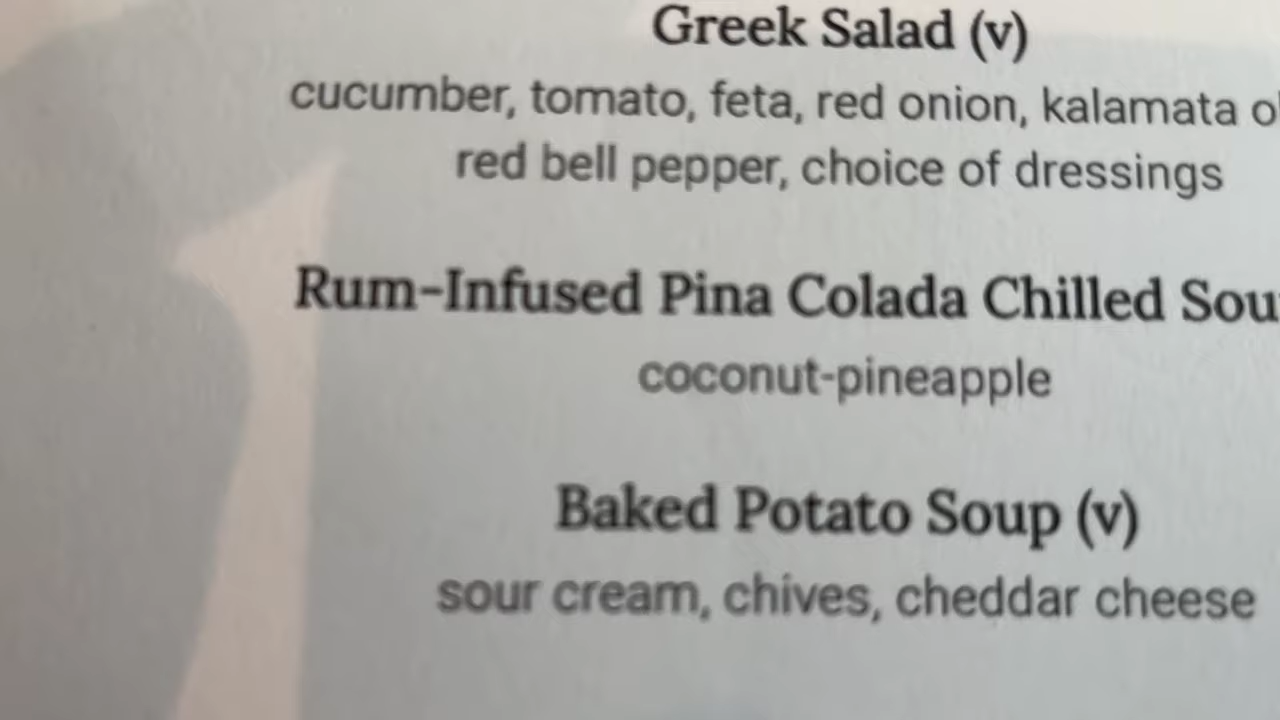 Greek Salad (v)
cucumber, tomato, feta, red onion, kalamata
red bell pepper, choice of dressings
Rum-Infused Pina Colada Chilled
coconut-pineapple
Baked Potato Soup (v)
sour cream, chives, cheddar cheese